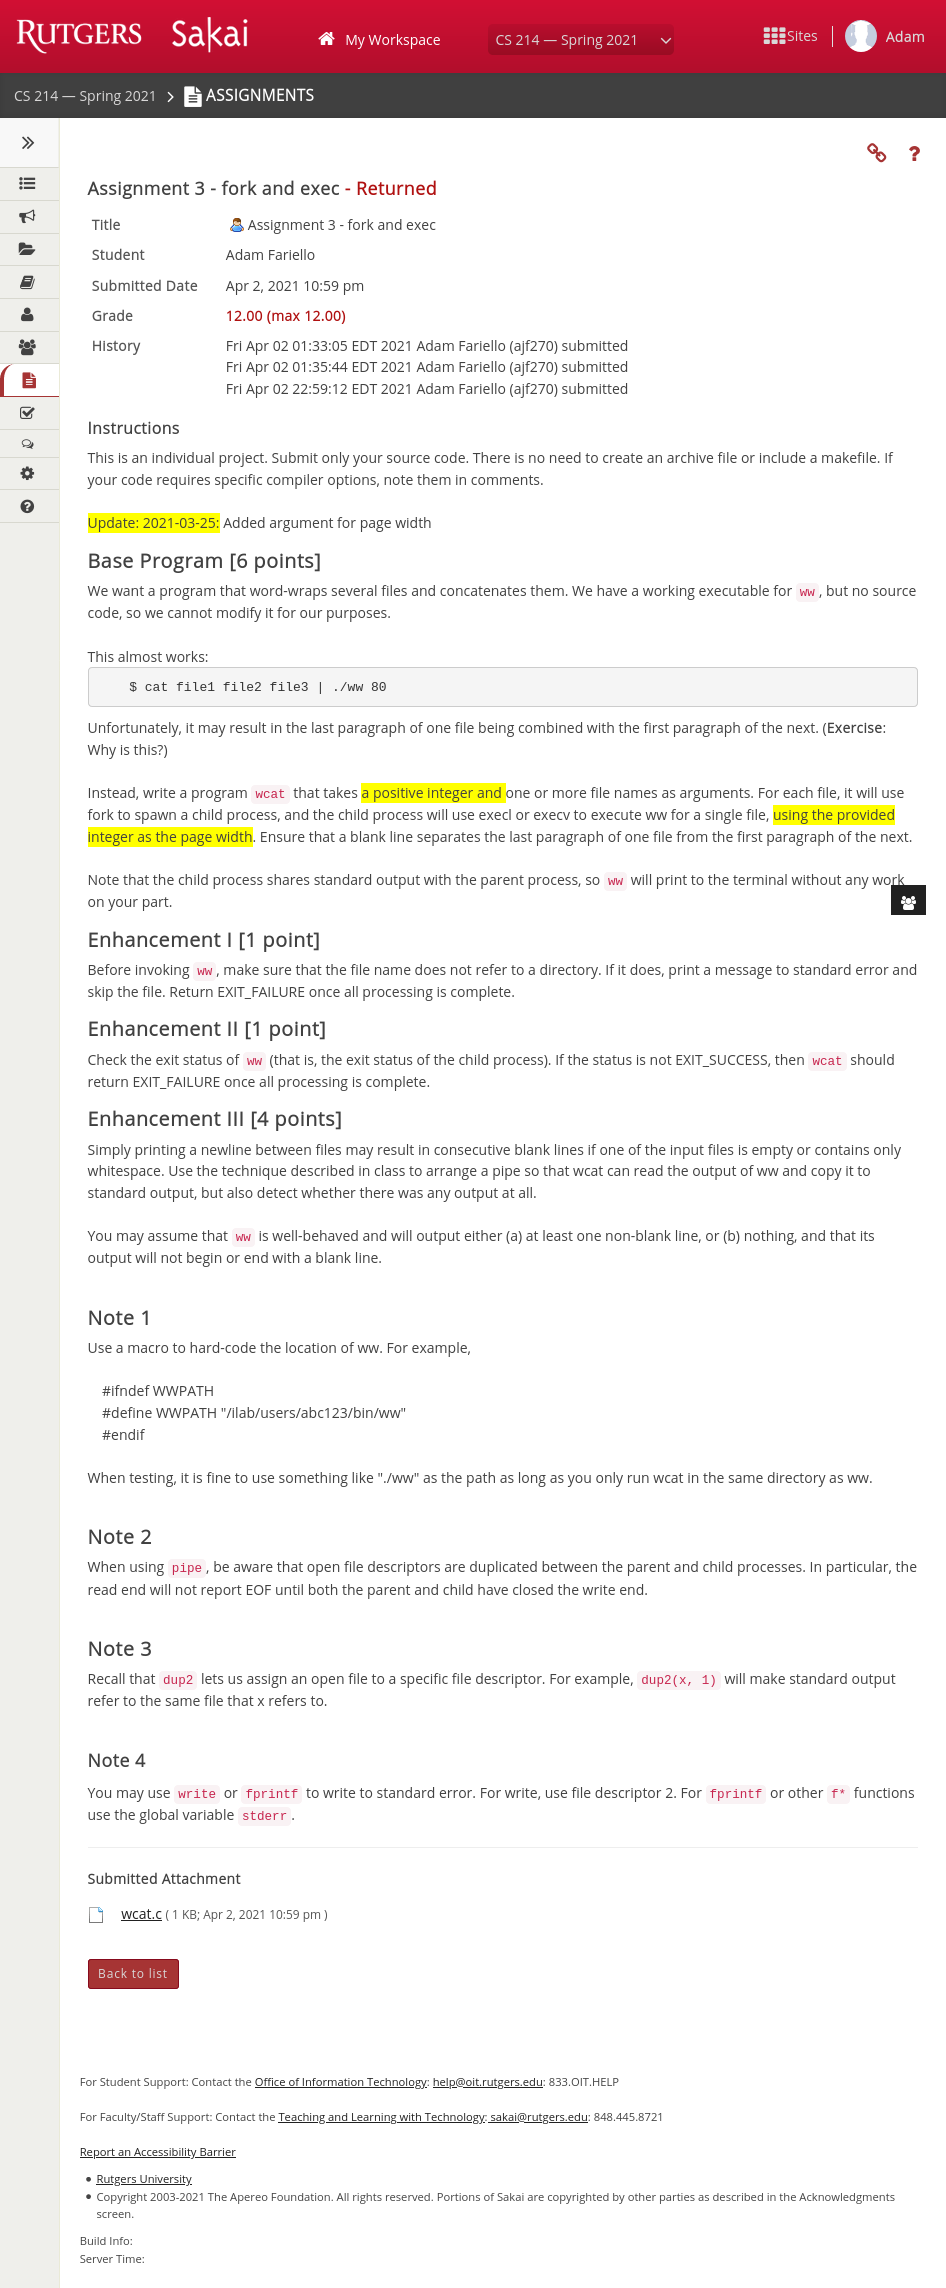 RUTGERS Sakai My Workspace CS 214 — Spring 2021 Sites Adam
CS 214 — Spring 2021 ASSIGNMENTS
Assignment 3 - fork and exec - Returned
Title Assignment 3 - fork and exec
Student Adam Fariello
Submitted Date Apr 2, 2021 10:59 pm
Grade 12.00 (max 12.00)
History Fri Apr 02 01:33:05 EDT 2021 Adam Fariello (ajf270) submitted
Fri Apr 02 01:35:44 EDT 2021 Adam Fariello (ajf270) submitted
Fri Apr 02 22:59:12 EDT 2021 Adam Fariello (ajf270) submitted
Instructions
This is an individual project. Submit only your source code. There is no need to create an archive file or include a makefile. If
your code requires specific compiler options, note them in comments.
Update: 2021-03-25: Added argument for page width
Base Program [6 points]
We want a program that word-wraps several files and concatenates them. We have a working executable for ww, but no source
code, so we cannot modify it for our purposes.
This almost works:
$ cat file1 file2 file3 | ./ww 80
Unfortunately, it may result in the last paragraph of one file being combined with the first paragraph of the next. (Exercise:
Why is this?)
Instead, write a program wcat that takes a positive integer and one or more file names as arguments. For each file, it will use
fork to spawn a child process, and the child process will use execl or execv to execute ww for a single file, using the provided
integer as the page width. Ensure that a blank line separates the last paragraph of one file from the first paragraph of the next.
Note that the child process shares standard output with the parent process, so ww will print to the terminal without any work
on your part.
Enhancement I [1 point]
Before invoking ww, make sure that the file name does not refer to a directory. If it does, print a message to standard error and
skip the file. Return EXIT_FAILURE once all processing is complete.
Enhancement II [1 point]
Check the exit status of ww (that is, the exit status of the child process). If the status is not EXIT_SUCCESS, then wcat should
return EXIT_FAILURE once all processing is complete.
Enhancement III [4 points]
Simply printing a newline between files may result in consecutive blank lines if one of the input files is empty or contains only
whitespace. Use the technique described in class to arrange a pipe so that wcat can read the output of ww and copy it to
standard output, but also detect whether there was any output at all.
You may assume that ww is well-behaved and will output either (a) at least one non-blank line, or (b) nothing, and that its
output will not begin or end with a blank line.
Note 1
Use a macro to hard-code the location of ww. For example,
#ifndef WWPATH
#define WWPATH "/ilab/users/abc123/bin/ww"
#endif
When testing, it is fine to use something like "./ww" as the path as long as you only run wcat in the same directory as ww.
Note 2
When using pipe, be aware that open file descriptors are duplicated between the parent and child processes. In particular, the
read end will not report EOF until both the parent and child have closed the write end.
Note 3
Recall that dup2 lets us assign an open file to a specific file descriptor. For example, dup2(x, 1) will make standard output
refer to the same file that x refers to.
Note 4
You may use write or fprintf to write to standard error. For write, use file descriptor 2. For fprintf or other f* functions
use the global variable stderr.
Submitted Attachment
wcat.c ( 1 KB; Apr 2, 2021 10:59 pm )
Back to list
For Student Support: Contact the Office of Information Technology: help@oit.rutgers.edu: 833.OIT.HELP
For Faculty/Staff Support: Contact the Teaching and Learning with Technology: sakai@rutgers.edu: 848.445.8721
Report an Accessibility Barrier
• Rutgers University
• Copyright 2003-2021 The Apereo Foundation. All rights reserved. Portions of Sakai are copyrighted by other parties as described in the Acknowledgments
screen.
Build Info:
Server Time: